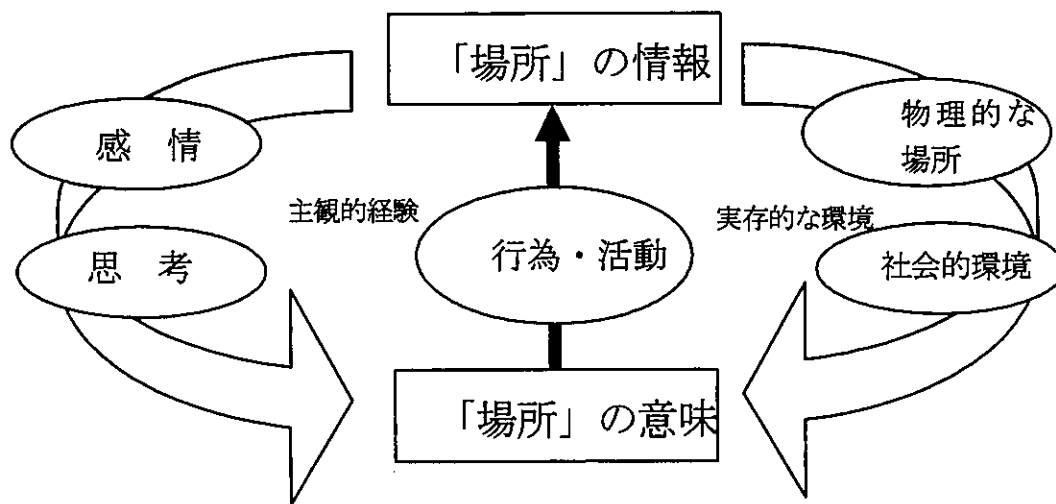 「場所」の情報
感 情
物理的な
場所
主観的経験
実存的な環境
行為・活動
思 考
社会的環境
「場所」の意味